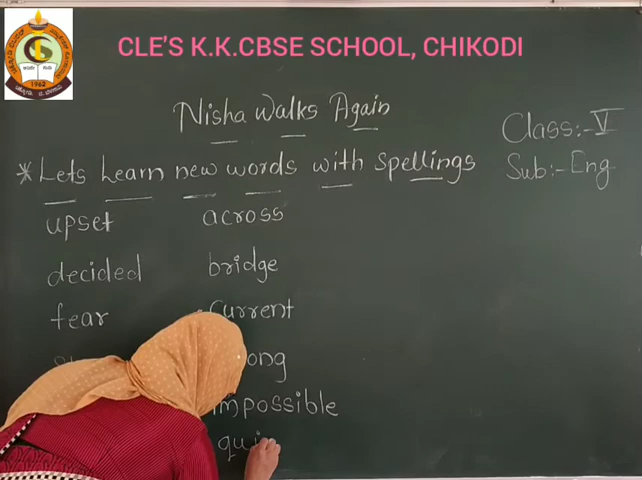 CLE'S K.K.CBSE SCHOOL, CHIKODI
1962
Nisha Walks Again
Class:- V
Sub:- Eng
* Lets Learn new words with spellings
upset across
decided bridge
fear current
impossible